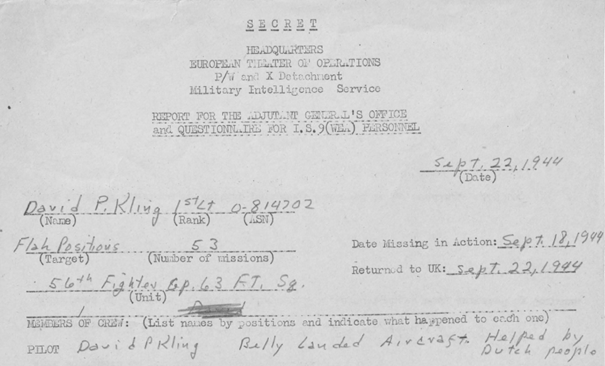 SECRET
HEADQUARTERS
EUROPEAN THEATER OF OPERATIONS
P/W and X Detachment
Military Intelligence Service
REPORT FOR THE ADJUTANT GENERAL'S OFFICE
and QUESTIONNAIRE FOR I.S.9(WEA) PERSONNEL
Sept. 22, 1944
(Date)
David P. Kling 1st Lt O-814702
(Name) (Rank) (ASN)
Flak Positions 53
(Target) (Number of missions)
Date Missing in Action: Sept. 18, 1944
Returned to UK: Sept. 22, 1944
56th Fighter Gp. 63 FT. Sq.
(Unit)
MEMBERS OF CREW: (List names by positions and indicate what happened to each one)
PILOT David P Kling Belly Landed Aircraft. Helped by
Dutch people